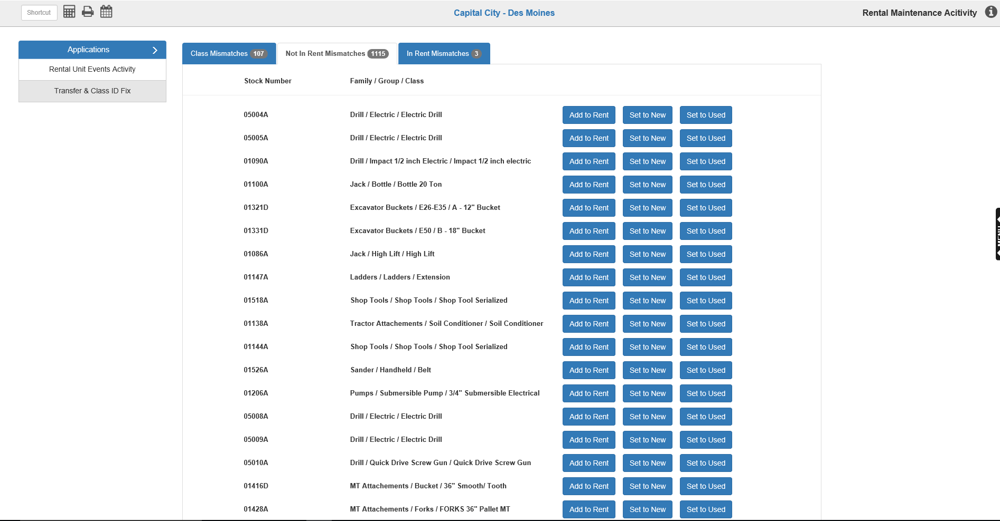 Shortcut
Capital City - Des Moines
Rental Maintenance Acitivity
Applications
Rental Unit Events Activity
Transfer & Class ID Fix
Class Mismatches 107
Not In Rent Mismatches 1115
In Rent Mismatches 3
Stock Number Family / Group / Class
05004A Drill / Electric / Electric Drill Add to Rent Set to New Set to Used
05005A Drill / Electric / Electric Drill Add to Rent Set to New Set to Used
01090A Drill / Impact 1/2 inch Electric / Impact 1/2 inch electric Add to Rent Set to New Set to Used
01100A Jack / Bottle / Bottle 20 Ton Add to Rent Set to New Set to Used
01321D Excavator Buckets / E26-E35 / A - 12" Bucket Add to Rent Set to New Set to Used
01331D Excavator Buckets / E50 / B - 18" Bucket Add to Rent Set to New Set to Used
01086A Jack / High Lift / High Lift Add to Rent Set to New Set to Used
01147A Ladders / Ladders / Extension Add to Rent Set to New Set to Used
01518A Shop Tools / Shop Tools / Shop Tool Serialized Add to Rent Set to New Set to Used
01138A Tractor Attachements / Soil Conditioner / Soil Conditioner Add to Rent Set to New Set to Used
01144A Shop Tools / Shop Tools / Shop Tool Serialized Add to Rent Set to New Set to Used
01526A Sander / Handheld / Belt Add to Rent Set to New Set to Used
01206A Pumps / Submersible Pump / 3/4" Submersible Electrical Add to Rent Set to New Set to Used
05008A Drill / Electric / Electric Drill Add to Rent Set to New Set to Used
05009A Drill / Electric / Electric Drill Add to Rent Set to New Set to Used
05010A Drill / Quick Drive Screw Gun / Quick Drive Screw Gun Add to Rent Set to New Set to Used
01416D MT Attachements / Bucket / 36" Smooth/ Tooth Add to Rent Set to New Set to Used
01428A MT Attachements / Forks / FORKS 36" Pallet MT Add to Rent Set to New Set to Used
MENU